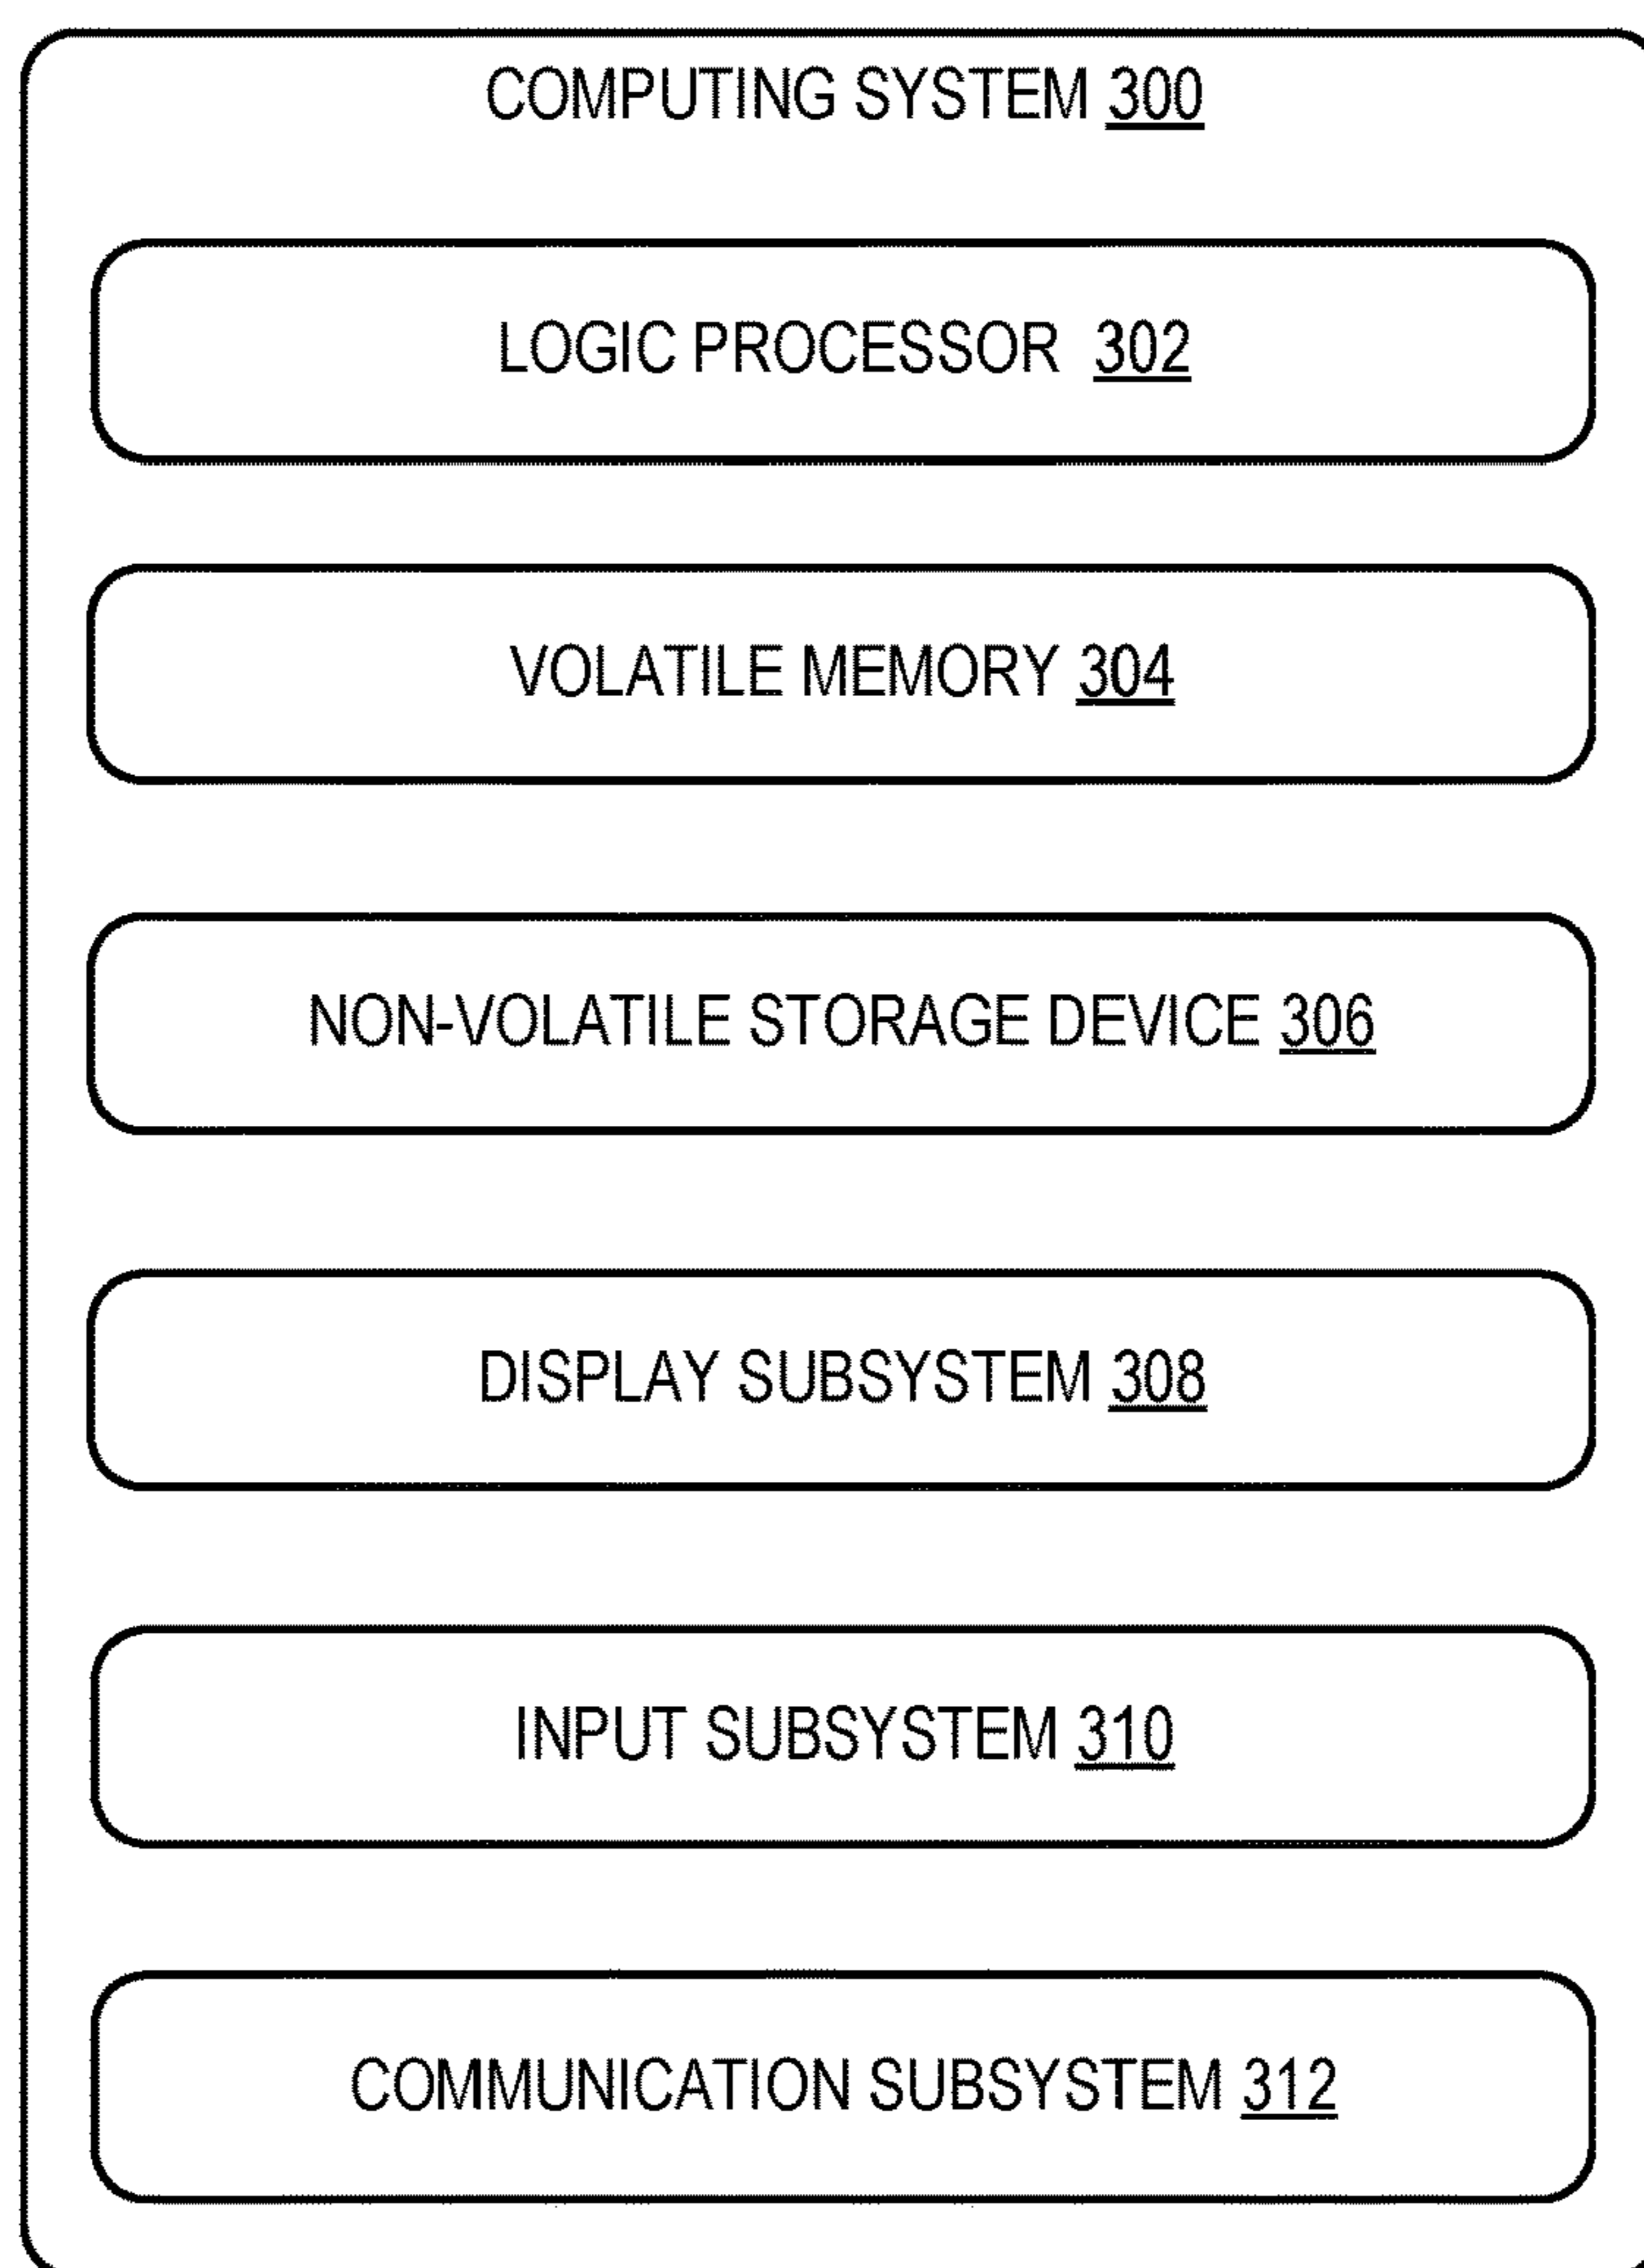 COMPUTING SYSTEM 300
LOGIC PROCESSOR 302
VOLATILE MEMORY 304
NON-VOLATILE STORAGE DEVICE 306
DISPLAY SUBSYSTEM 308
INPUT SUBSYSTEM 310
COMMUNICATION SUBSYSTEM 312